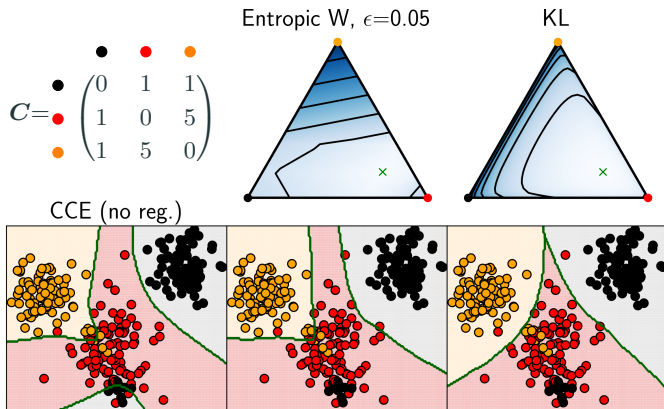 Entropic W, ϵ=0.05
KL
0 1 1
C= 1 0 5
1 5 0
CCE (no reg.)